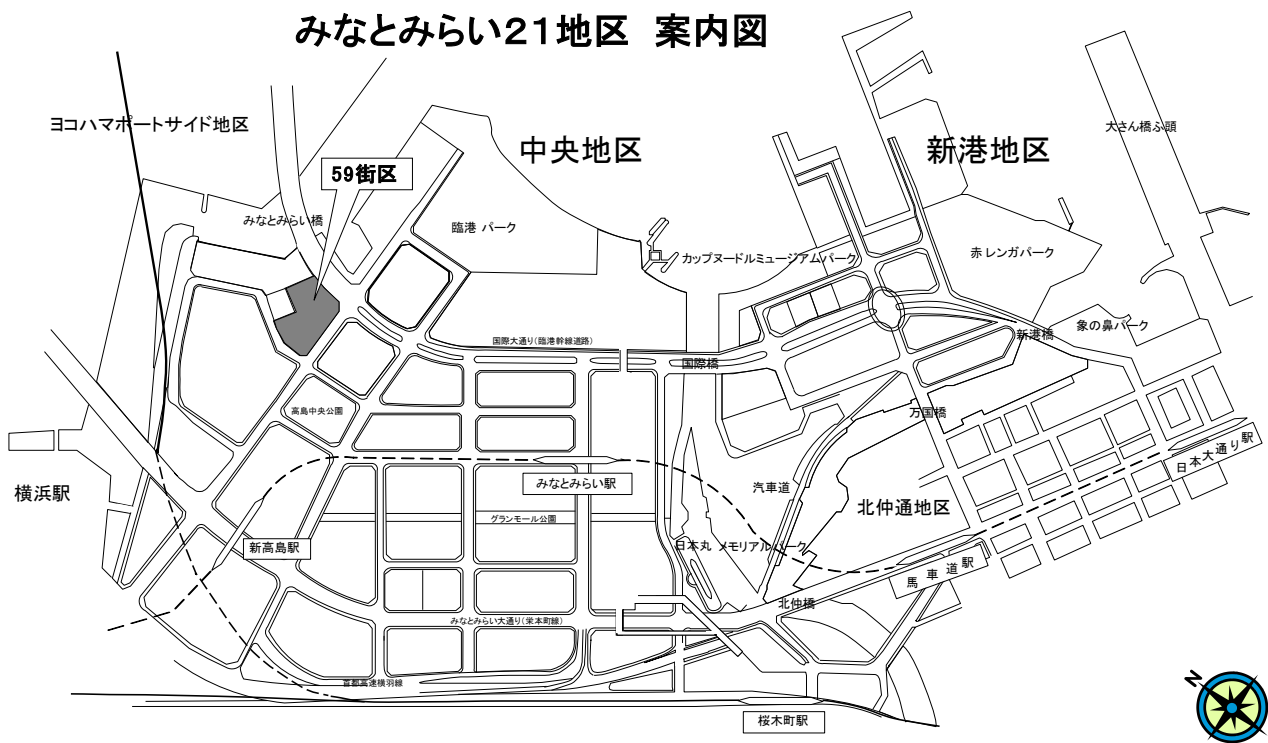 みなとみらい２１地区 案内図
ヨコハマポートサイド地区
中央地区
新港地区
大さん橋ふ頭
59街区
みなとみらい橋
臨港 パーク
カップヌードルミュージアムパーク
赤レンガパーク
象の鼻パーク
新港橋
国際大通り(臨港幹線道路)
国際橋
高島中央公園
万国橋
日本大通り駅
横浜駅
みなとみらい駅
汽車道
北仲通地区
グランモール公園
新高島駅
日本丸 メモリアルパーク
馬車道駅
北仲橋
みなとみらい大通り(栄本町線)
首都高速横羽線
桜木町駅
N